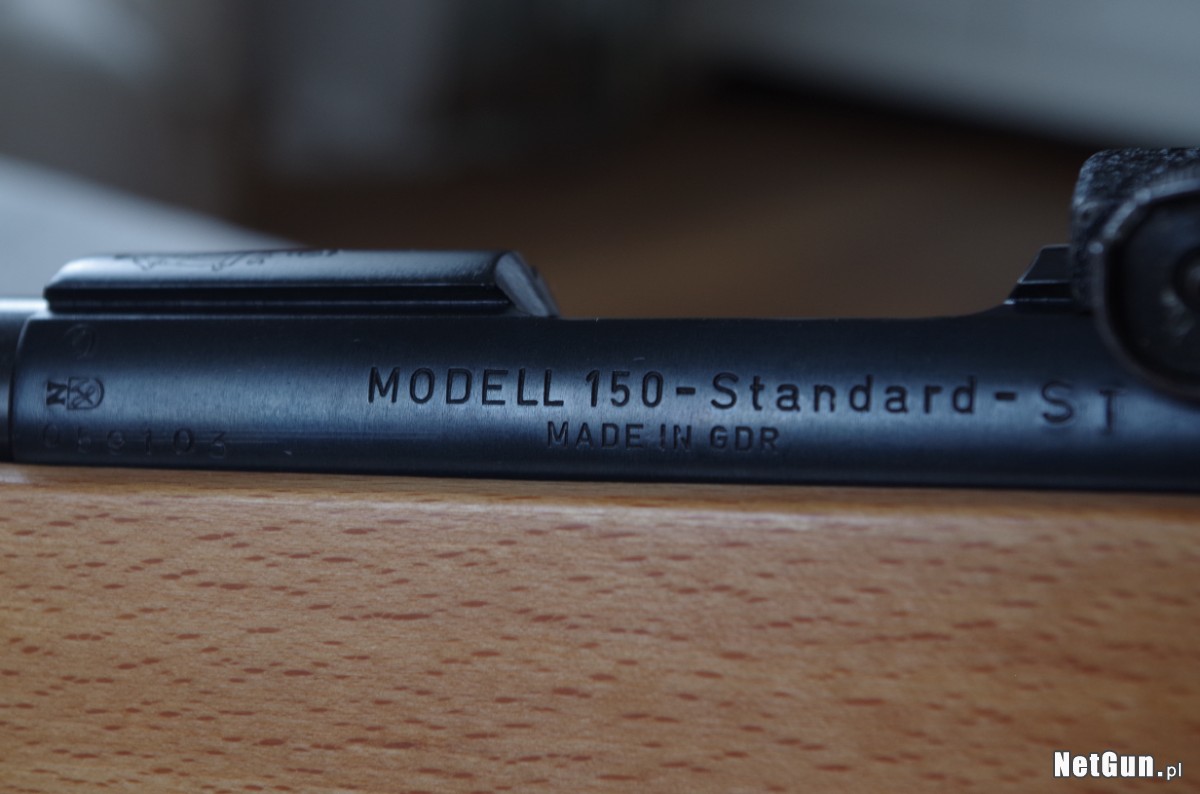 MODELL 150-Standard-ST
MADE IN GDR
N
NetGun.pl